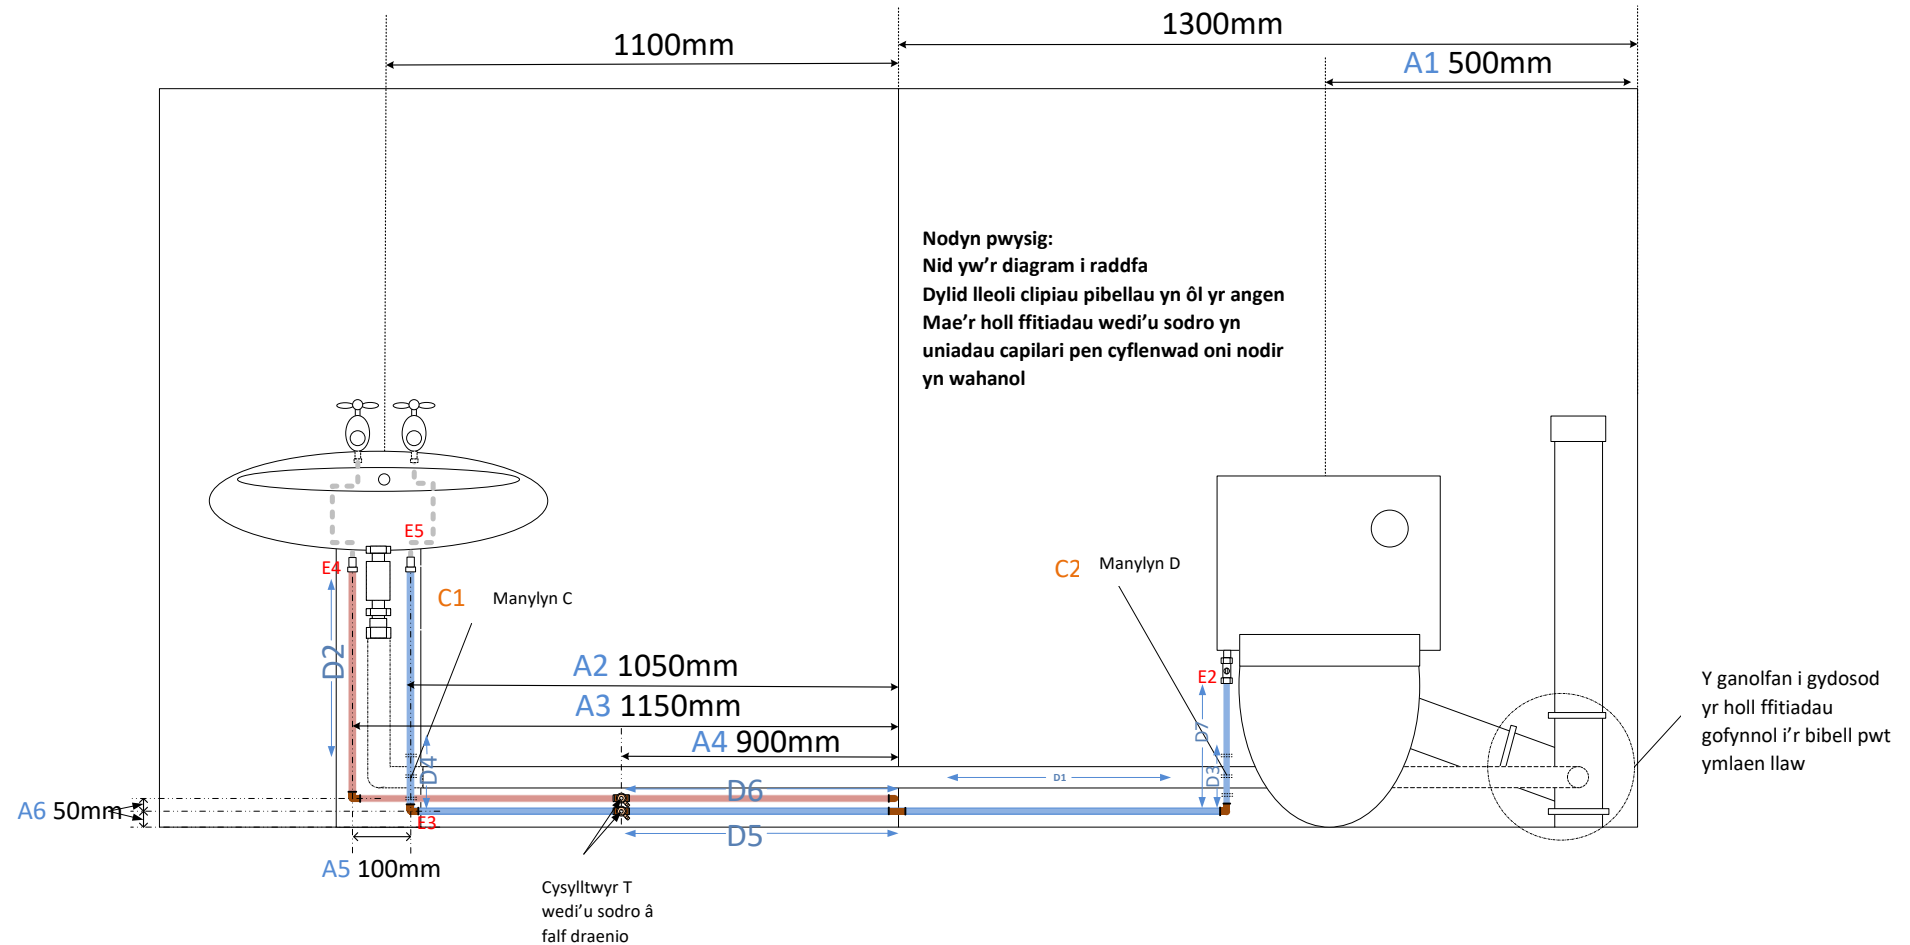 1300mm
1100mm
A1 500mm
Nodyn pwysig:
Nid yw'r diagram i raddfa
Dylid lleoli clipiau pibellau yn ôl yr angen
Mae'r holl ffitiadau wedi'u sodro yn
uniadau capilari pen cyflenwad oni nodir
yn wahanol
E5
E4
C1 Manylyn C
C2 Manylyn D
D2
A2 1050mm
E2
A3 1150mm
D7
A4 900mm
Y ganolfan i gydosod
yr holl ffitiadau
gofynnol i'r bibell pwt
ymlaen llaw
D4
D1
D3
D6
A6 50mm
E3
D5
A5 100mm
Cysylltwyr T
wedi'u sodro â
falf draenio